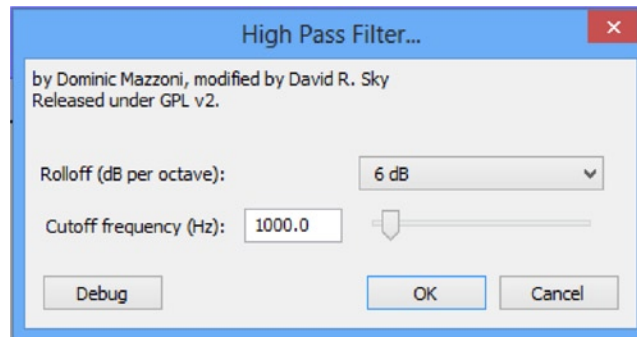 High Pass Filter...
by Dominic Mazzoni, modified by David R. Sky
Released under GPL v2.
Rolloff (dB per octave): 6 dB
Cutoff frequency (Hz): 1000.0
Debug OK Cancel